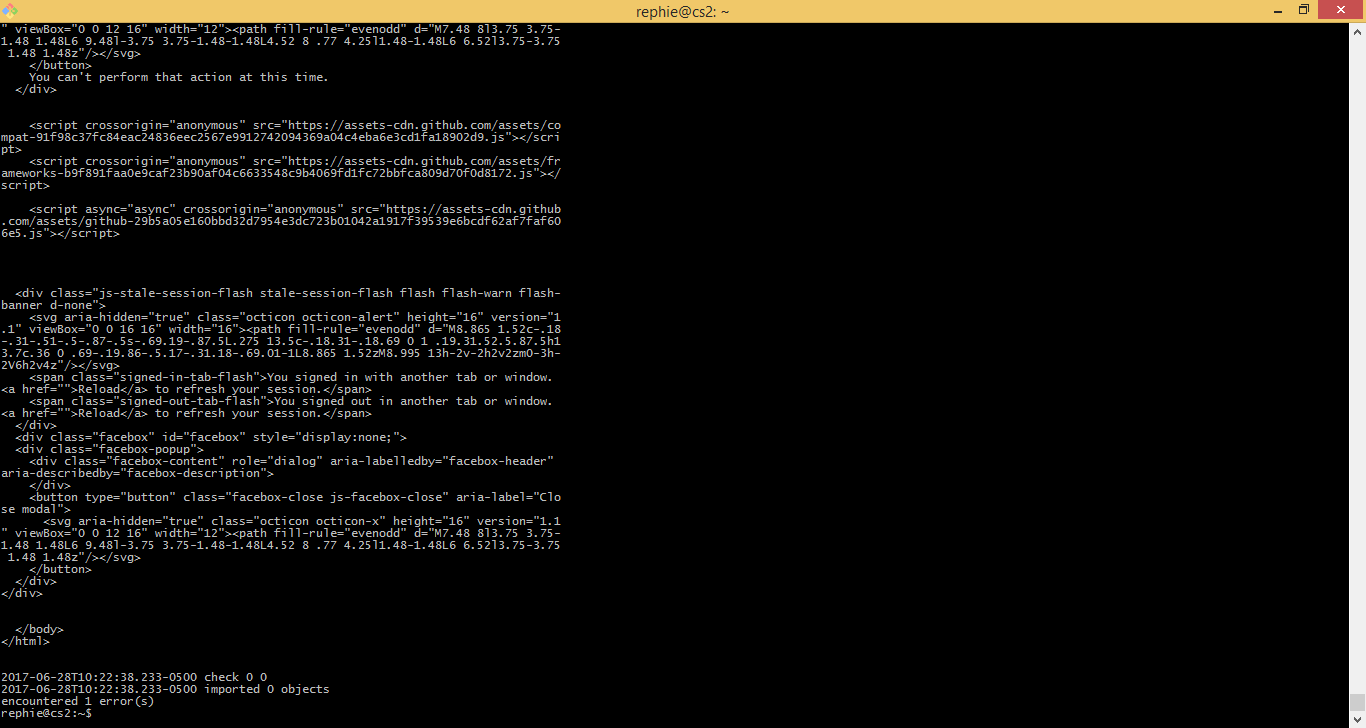 rephie@cs2: ~
" viewBox="0 0 12 16" width="12"><path fill-rule="evenodd" d="M7.48 8l3.75 3.75-
1.48 1.48L6 9.48l-3.75 3.75-1.48-1.48L4.52 8 .77 4.25l1.48-1.48L6 6.52l3.75-3.75
 1.48 1.48z"/></svg>
    </button>
    You can't perform that action at this time.
  </div>
    <script crossorigin="anonymous" src="https://assets-cdn.github.com/assets/co
mpat-91f98c37fc84eac24836eec2567e9912742094369a04c4eba6e3cd1fa18902d9.js"></scri
pt>
    <script crossorigin="anonymous" src="https://assets-cdn.github.com/assets/fr
ameworks-b9f891faa0e9caf23b90af04c6633548c9b4069fd1fc72bbfca809d70f0d8172.js"></
script>
    <script async="async" crossorigin="anonymous" src="https://assets-cdn.github
.com/assets/github-29b5a05e160bbd32d7954e3dc723b01042a1917f39539e6bcdf62af7faf60
6e5.js"></script>
  <div class="js-stale-session-flash stale-session-flash flash flash-warn flash-
banner d-none">
    <svg aria-hidden="true" class="octicon octicon-alert" height="16" version="1
.1" viewBox="0 0 16 16" width="16"><path fill-rule="evenodd" d="M8.865 1.52c-.18
-.31-.51-.5-.87-.5s-.69.19-.87.5L.275 13.5c-.18.31-.18.69 0 1 .19.31.52.5.87.5h1
3.7c.36 0 .69-.19.86-.5.17-.31.18-.69.01-1L8.865 1.52zM8.995 13h-2v-2h2v2zm0-3h-
2V6h2v4z"/></svg>
    <span class="signed-in-tab-flash">You signed in with another tab or window.
<a href="">Reload</a> to refresh your session.</span>
    <span class="signed-out-tab-flash">You signed out in another tab or window.
<a href="">Reload</a> to refresh your session.</span>
  </div>
  <div class="facebox" id="facebox" style="display:none;">
  <div class="facebox-popup">
    <div class="facebox-content" role="dialog" aria-labelledby="facebox-header"
aria-describedby="facebox-description">
    </div>
    <button type="button" class="facebox-close js-facebox-close" aria-label="Clo
se modal">
      <svg aria-hidden="true" class="octicon octicon-x" height="16" version="1.1
" viewBox="0 0 12 16" width="12"><path fill-rule="evenodd" d="M7.48 8l3.75 3.75-
1.48 1.48L6 9.48l-3.75 3.75-1.48-1.48L4.52 8 .77 4.25l1.48-1.48L6 6.52l3.75-3.75
 1.48 1.48z"/></svg>
    </button>
  </div>
</div>
  </body>
</html>
2017-06-28T10:22:38.233-0500 check 0 0
2017-06-28T10:22:38.233-0500 imported 0 objects
encountered 1 error(s)
rephie@cs2:~$